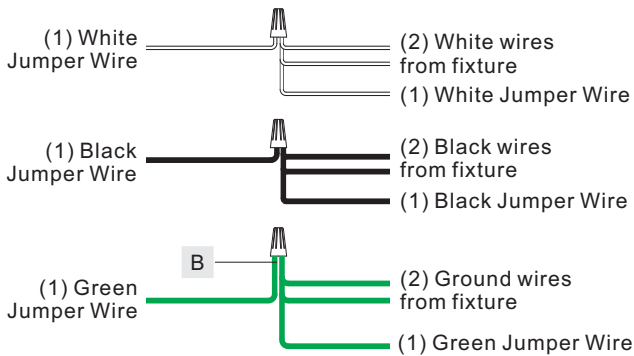 (1) White
Jumper Wire
(2) White wires
from fixture
(1) White Jumper Wire
(1) Black
Jumper Wire
(2) Black wires
from fixture
(1) Black Jumper Wire
B
(1) Green
Jumper Wire
(2) Ground wires
from fixture
(1) Green Jumper Wire